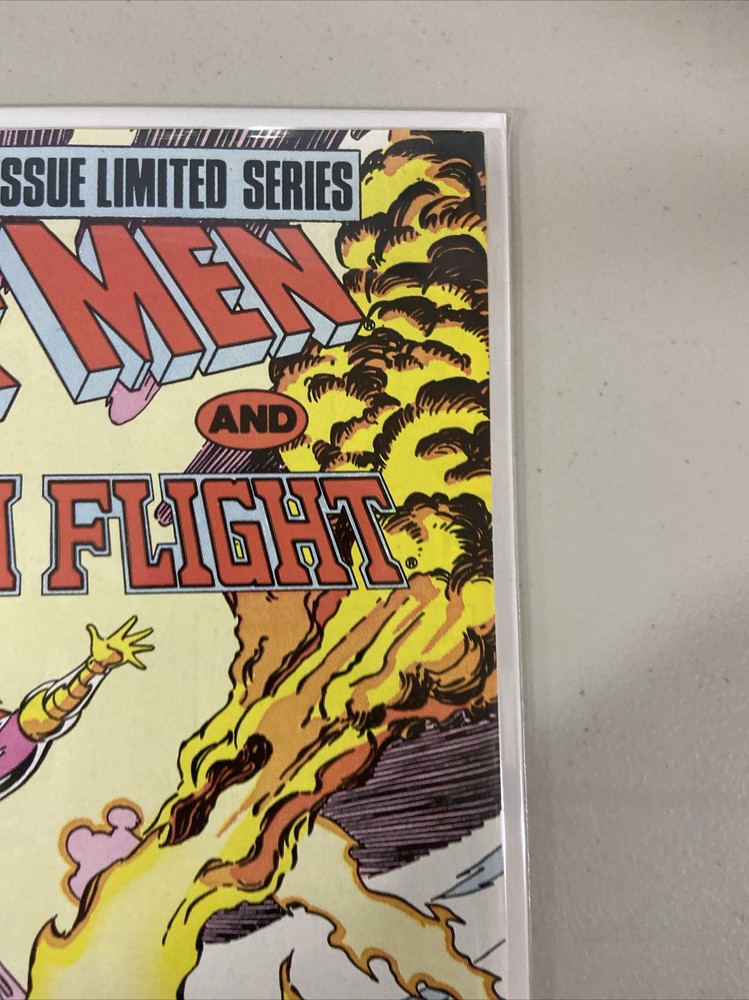 ISSUE LIMITED SERIES
MEN®
AND
FLIGHT®